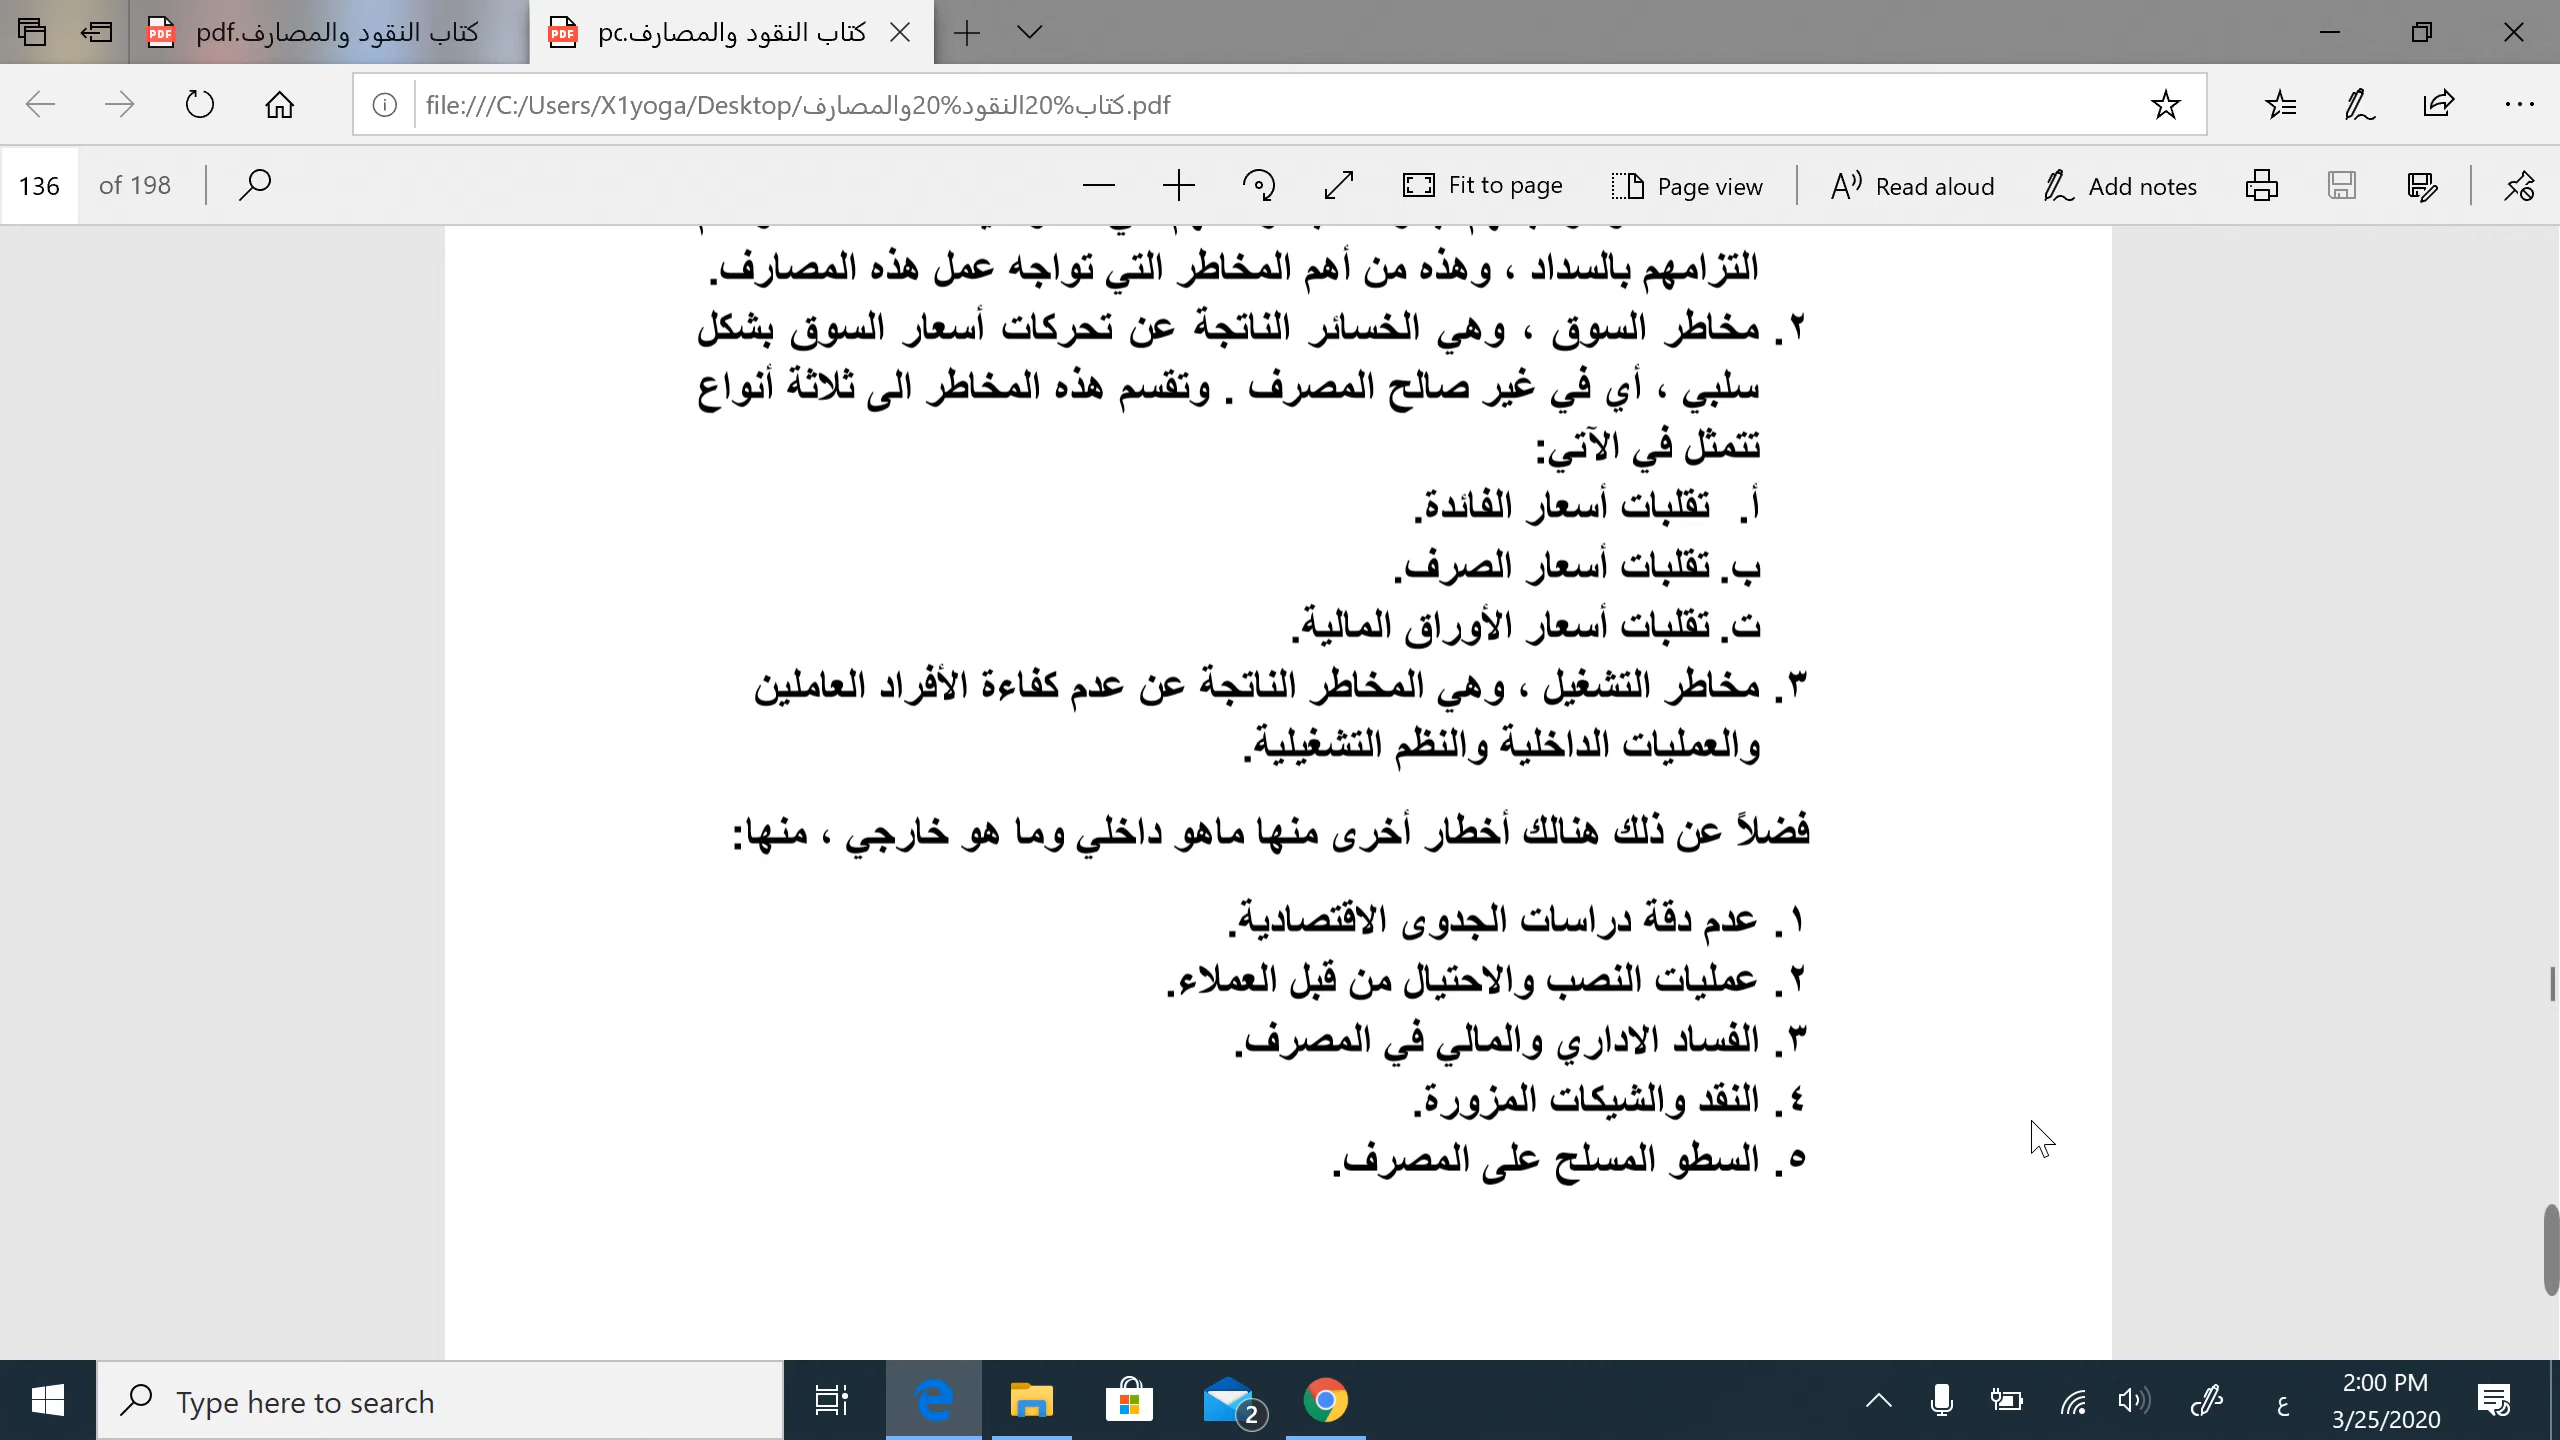 كتاب النقود والمصارف.pdf
كتاب النقود والمصارف.pc
file:///C:/Users/X1yoga/Desktop/كتاب%20النقود%20والمصارف.pdf
136 of 198
Fit to page
Page view
Read aloud
Add notes
التزامهم بالسداد ، وهذه من أهم المخاطر التي تواجه عمل هذه المصارف.
٢. مخاطر السوق ، وهي الخسائر الناتجة عن تحركات أسعار السوق بشكل
سلبي ، أي في غير صالح المصرف . وتقسم هذه المخاطر الى ثلاثة أنواع
تتمثل في الآتي:
أ. تقلبات أسعار الفائدة.
ب. تقلبات أسعار الصرف.
ت. تقلبات أسعار الأوراق المالية.
٣. مخاطر التشغيل ، وهي المخاطر الناتجة عن عدم كفاءة الأفراد العاملين
والعمليات الداخلية والنظم التشغيلية.
فضلاً عن ذلك هنالك أخطار أخرى منها ماهو داخلي وما هو خارجي ، منها:
١. عدم دقة دراسات الجدوى الاقتصادية.
٢. عمليات النصب والاحتيال من قبل العملاء.
٣. الفساد الاداري والمالي في المصرف.
٤. النقد والشيكات المزورة.
٥. السطو المسلح على المصرف.
Type here to search
2
ع
2:00 PM
3/25/2020